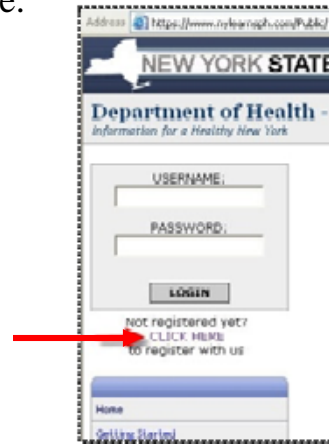 e.
Address https://www.nylearnsph.com/Public/
NEW YORK STATE
Department of Health -
Information for a Healthy New York
USERNAME:
PASSWORD:
LOGIN
Not registered yet?
CLICK HERE
to register with us
Home
Getting Started